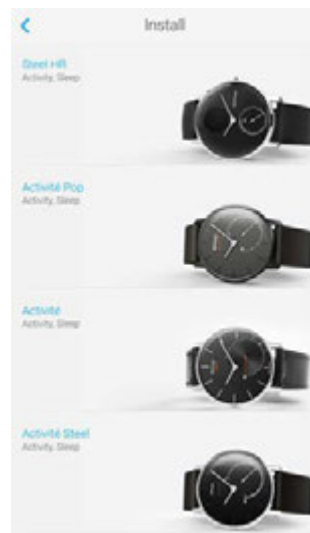 Install
Steel HR
Activity, Sleep
Activité Pop
Activity, Sleep
Activité
Activity, Sleep
Activité Steel
Activity, Sleep